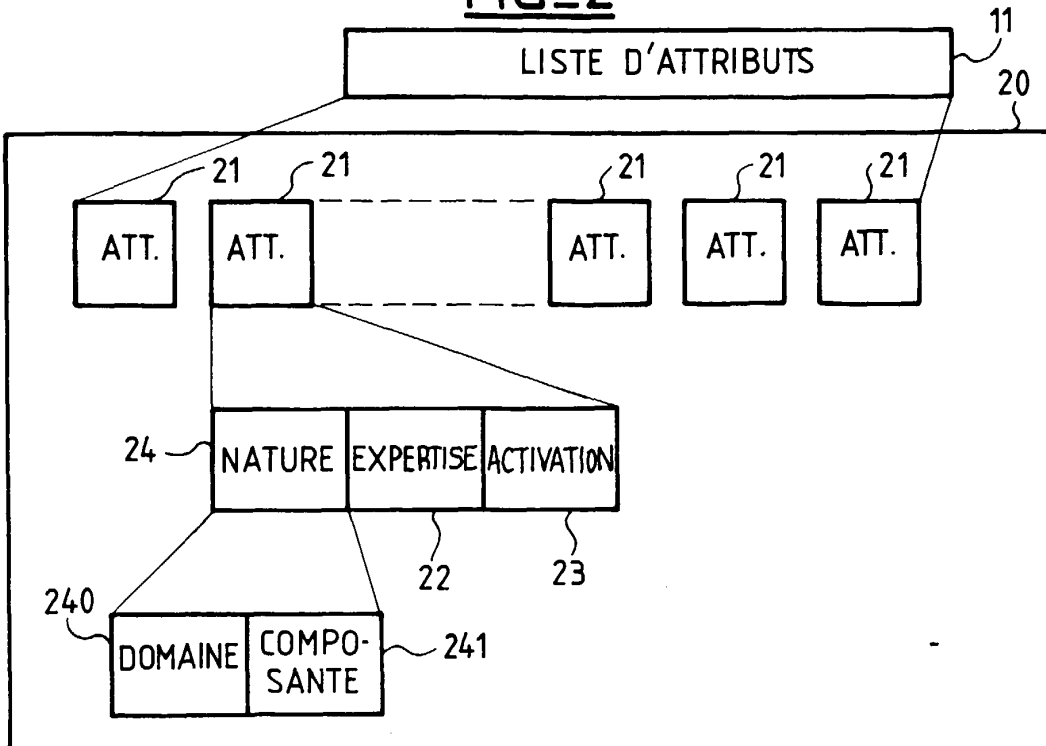 FIG_2
LISTE D'ATTRIBUTS
11
20
21 21 21 21 21
ATT. ATT. ATT. ATT. ATT.
24 NATURE EXPERTISE ACTIVATION
22 23
240
DOMAINE COMPO-
SANTE
241